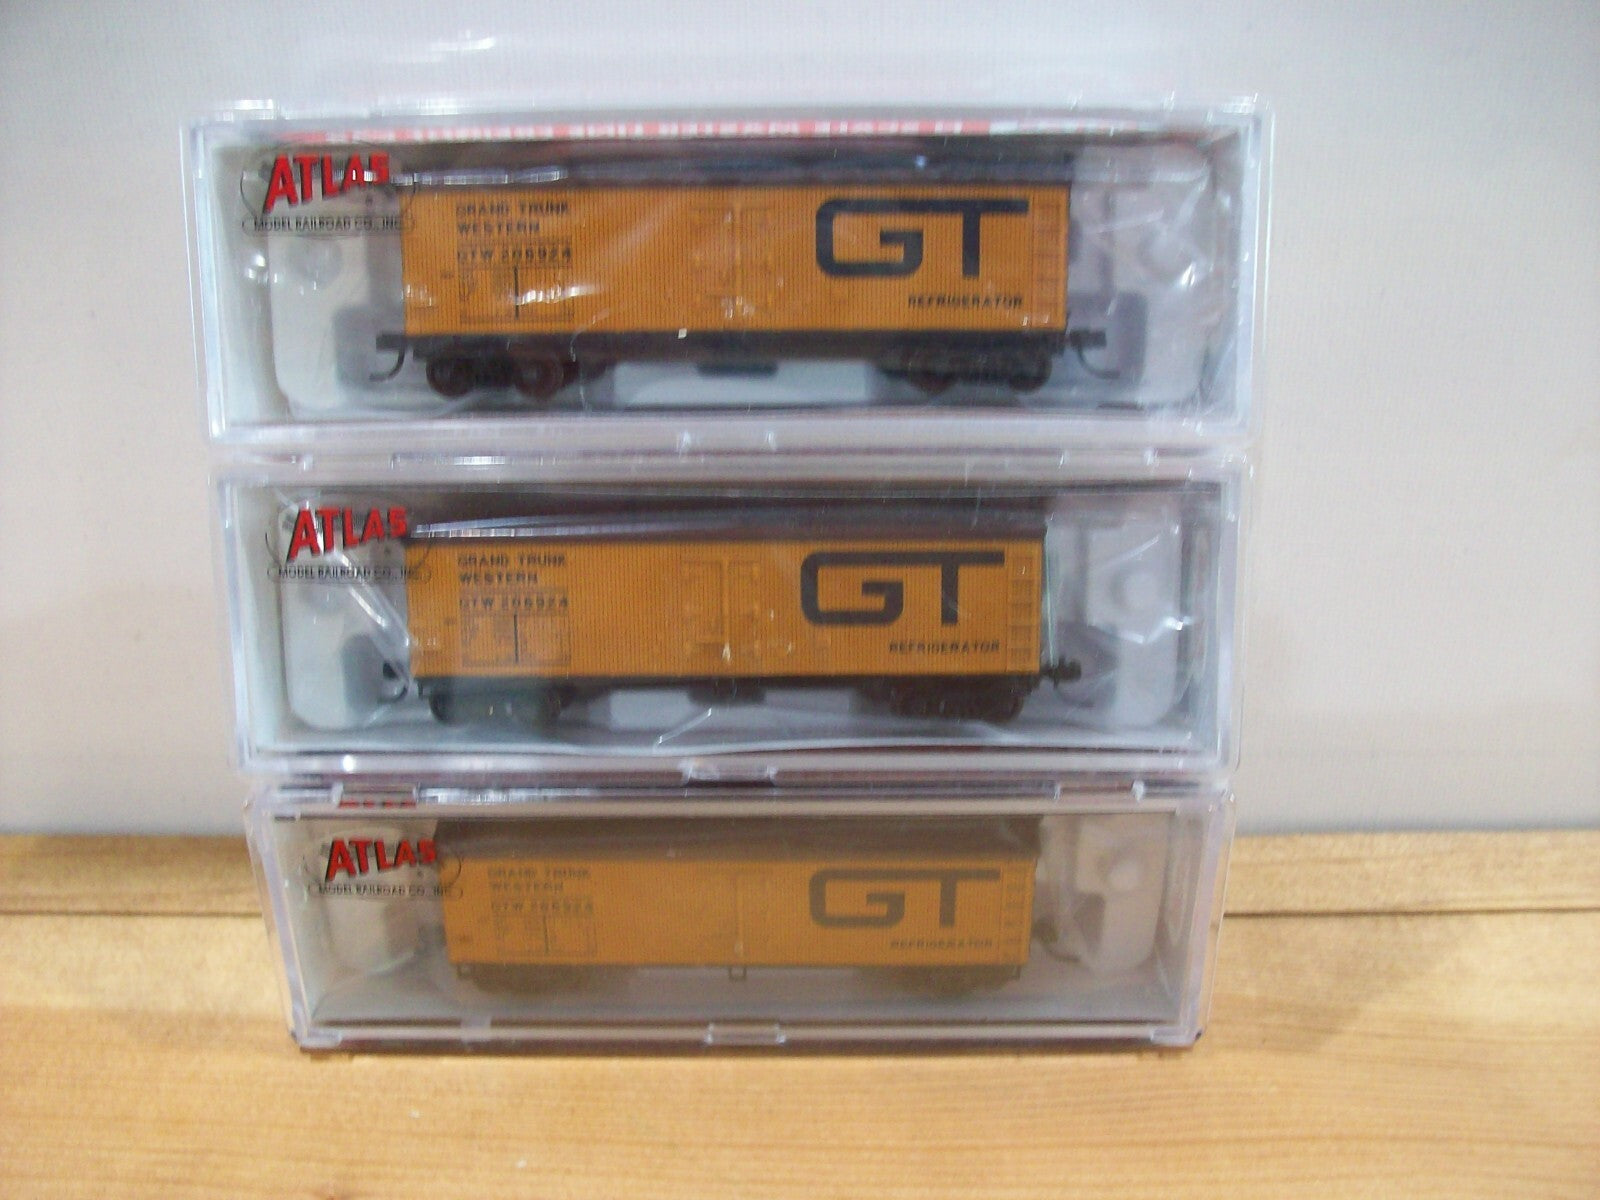 ATLAS
MODEL RAILROAD CO., INC.
GRAND TRUNK
WESTERN
GTW 206924
GT
REFRIGERATOR
ATLAS
MODEL RAILROAD CO., INC.
GRAND TRUNK
WESTERN
GTW 206924
GT
REFRIGERATOR
ATLAS
MODEL RAILROAD CO., INC.
GRAND TRUNK
WESTERN
GTW 206924
GT
REFRIGERATOR